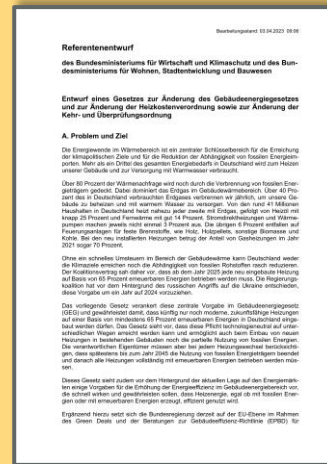 Bearbeitungsstand: 03.04.2023 09:06
Referentenentwurf
des Bundesministeriums für Wirtschaft und Klimaschutz und des Bun-
desministeriums für Wohnen, Stadtentwicklung und Bauwesen
Entwurf eines Gesetzes zur Änderung des Gebäudeenergiegesetzes
und zur Änderung der Heizkostenverordnung sowie zur Änderung der
Kehr- und Überprüfungsordnung
A. Problem und Ziel
Die Energiewende im Wärmebereich ist ein zentraler Schlüsselbereich für die Erreichung
der klimapolitischen Ziele und für die Reduktion der Abhängigkeit von fossilen Energieim-
porten. Mehr als ein Drittel des gesamten Energiebedarfs in Deutschland wird zum Heizen
unserer Gebäude und zur Versorgung mit Warmwasser verbraucht.
Über 80 Prozent der Wärmenachfrage wird noch durch die Verbrennung von fossilen Ener-
gieträgern gedeckt. Dabei dominiert das Erdgas im Gebäudewärmebereich. Über 40 Pro-
zent des in Deutschland verbrauchten Erdgases verbrennen wir jährlich, um unsere Ge-
bäude zu beheizen und mit warmem Wasser zu versorgen. Von den rund 41 Millionen
Haushalten in Deutschland heizt nahezu jeder zweite mit Erdgas, gefolgt von Heizöl mit
knapp 25 Prozent und Fernwärme mit gut 14 Prozent. Stromdirektheizungen und Wärme-
pumpen machen jeweils nicht einmal 3 Prozent aus. Die übrigen 6 Prozent entfallen auf
Feuerungsanlagen für feste Brennstoffe, wie Holz, Holzpellets, sonstige Biomasse und
Kohle. Bei den neu installierten Heizungen betrug der Anteil von Gasheizungen im Jahr
2021 sogar 70 Prozent.
Ohne ein schnelles Umsteuern im Bereich der Gebäudewärme kann Deutschland weder
die Klimaziele erreichen noch die Abhängigkeit von fossilen Rohstoffen rasch reduzieren.
Der Koalitionsvertrag sah daher vor, dass ab dem Jahr 2025 jede neu eingebaute Heizung
auf Basis von 65 Prozent erneuerbaren Energien betrieben werden muss. Die Regierungs-
koalition hat vor dem Hintergrund des russischen Angriffs auf die Ukraine entschieden,
diese Vorgabe um ein Jahr auf 2024 vorzuziehen.
Das vorliegende Gesetz verankert diese zentrale Vorgabe im Gebäudeenergiegesetz
(GEG) und gewährleistet damit, dass künftig nur noch moderne, zukunftsfähige Heizungen
auf einer Basis von mindestens 65 Prozent erneuerbaren Energien in Deutschland einge-
baut werden dürfen. Das Gesetz sieht vor, dass diese Pflicht technologieneutral auf unter-
schiedlichen Wegen erreicht werden kann und ermöglicht auch beim Einbau von neuen
Heizungen in bestehenden Gebäuden noch die partielle Nutzung von fossilen Energien.
Die verantwortlichen Eigentümer müssen aber bei jedem Heizungswechsel berücksichti-
gen, dass spätestens bis zum Jahr 2045 die Nutzung von fossilen Energieträgern beendet
und danach alle Heizungen vollständig mit erneuerbaren Energien betrieben werden müs-
sen.
Dieses Gesetz sieht zudem vor dem Hintergrund der aktuellen Lage auf den Energiemärk-
ten einige Vorgaben für die Erhöhung der Energieeffizienz im Gebäudeenergiebereich vor,
die schnell wirken und gewährleisten sollen, dass Heizenergie, egal ob mit fossilen Ener-
gien oder mit erneuerbaren Energien erzeugt, effizient genutzt wird.
Ergänzend hierzu setzt sich die Bundesregierung derzeit auf der EU-Ebene im Rahmen
des Green Deals und der Beratungen zur Gebäudeeffizienz-Richtlinie (EPBD) für